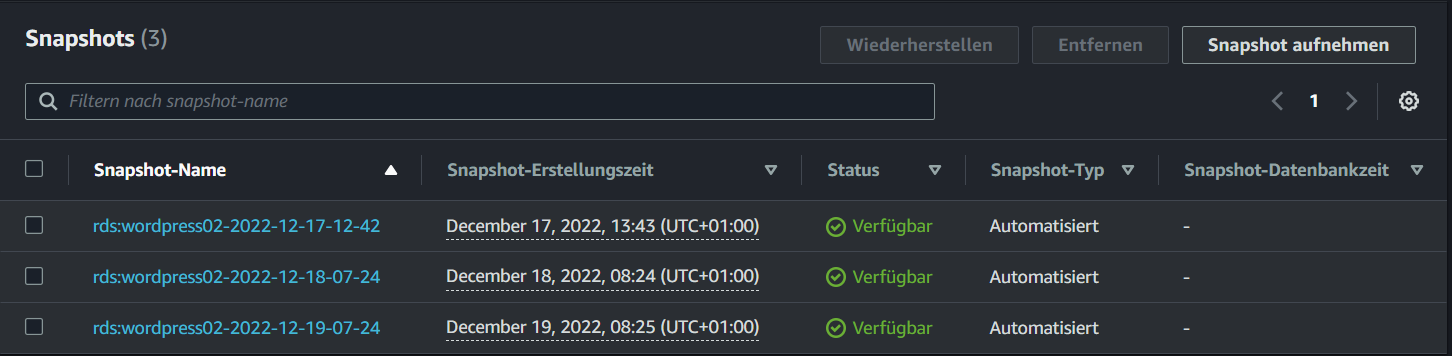 Snapshots (3)
Wiederherstellen Entfernen Snapshot aufnehmen
Filtern nach snapshot-name
1
Snapshot-Name Snapshot-Erstellungszeit Status Snapshot-Typ Snapshot-Datenbankzeit
rds:wordpress02-2022-12-17-12-42 December 17, 2022, 13:43 (UTC+01:00) Verfügbar Automatisiert -
rds:wordpress02-2022-12-18-07-24 December 18, 2022, 08:24 (UTC+01:00) Verfügbar Automatisiert -
rds:wordpress02-2022-12-19-07-24 December 19, 2022, 08:25 (UTC+01:00) Verfügbar Automatisiert -